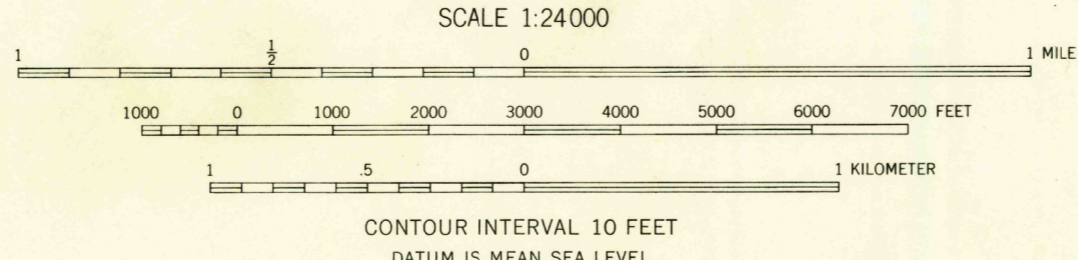 SCALE 1:24000
1 ½ 0 1 MILE
1000 0 1000 2000 3000 4000 5000 6000 7000 FEET
1 .5 0 1 KILOMETER
CONTOUR INTERVAL 10 FEET
DATUM IS MEAN SEA LEVEL